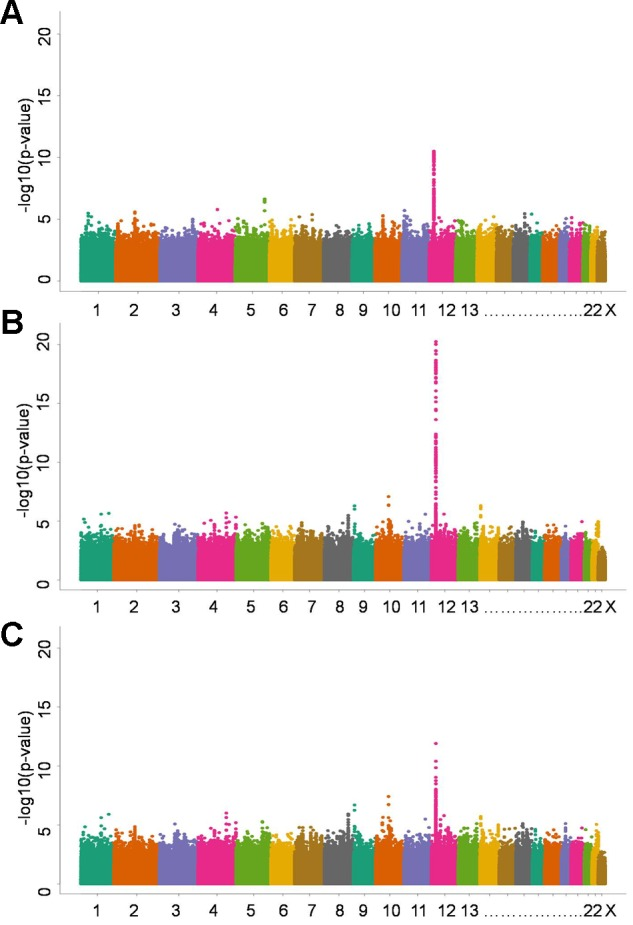 A
20
15
10
5
0
-log10(p-value)
1 2 3 4 5 6 7 8 9 10 11 12 13 ...................22 X
B
20
15
10
5
0
-log10(p-value)
1 2 3 4 5 6 7 8 9 10 11 12 13 ...................22 X
C
20
15
10
5
0
-log10(p-value)
1 2 3 4 5 6 7 8 9 10 11 12 13 ...................22 X